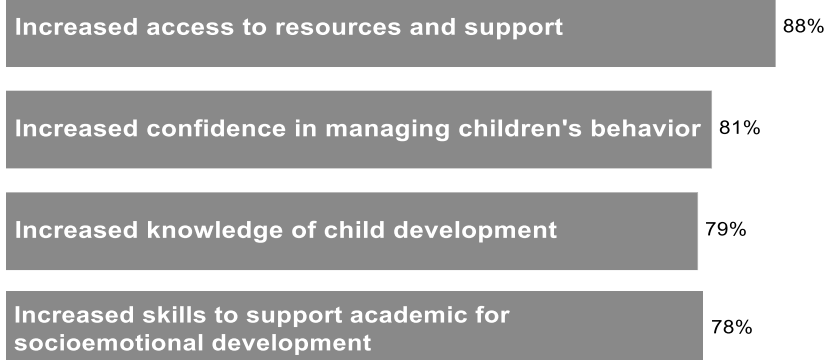 Increased access to resources and support 88%
Increased confidence in managing children's behavior 81%
Increased knowledge of child development 79%
Increased skills to support academic for
socioemotional development 78%